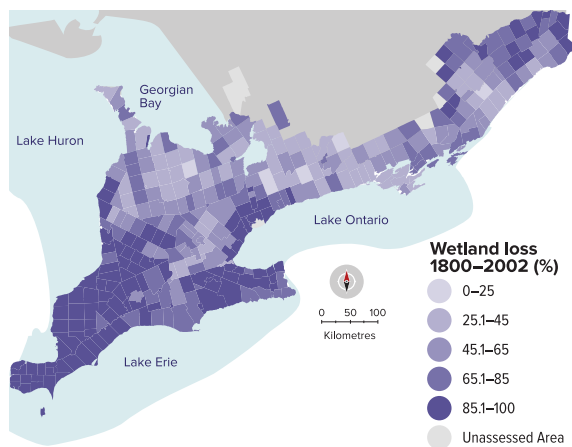 Georgian
Bay
Lake Huron
Lake Ontario
Lake Erie
0 50 100
Kilometres
Wetland loss
1800–2002 (%)
0–25
25.1–45
45.1–65
65.1–85
85.1–100
Unassessed Area